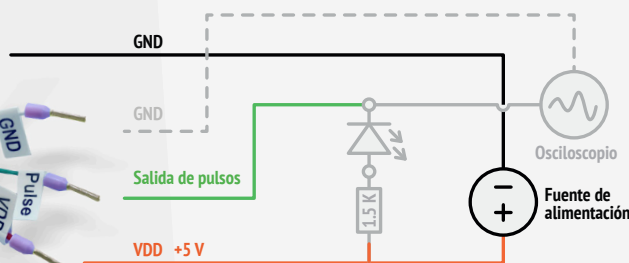 GND
GND
GND
Osciloscopio
Pulse
Salida de pulsos
1.5 K
Fuente de
alimentación
VDD
VDD +5 V